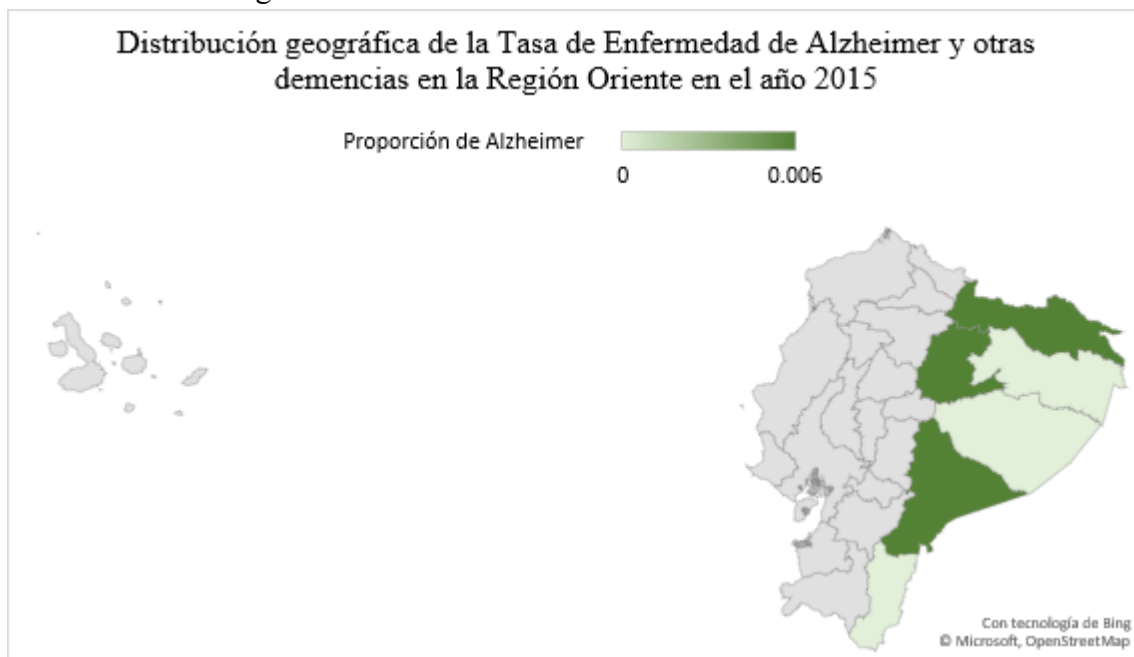 Distribución geográfica de la Tasa de Enfermedad de Alzheimer y otras
demencias en la Región Oriente en el año 2015
Proporción de Alzheimer
0 0.006
Con tecnología de Bing
© Microsoft, OpenStreetMap